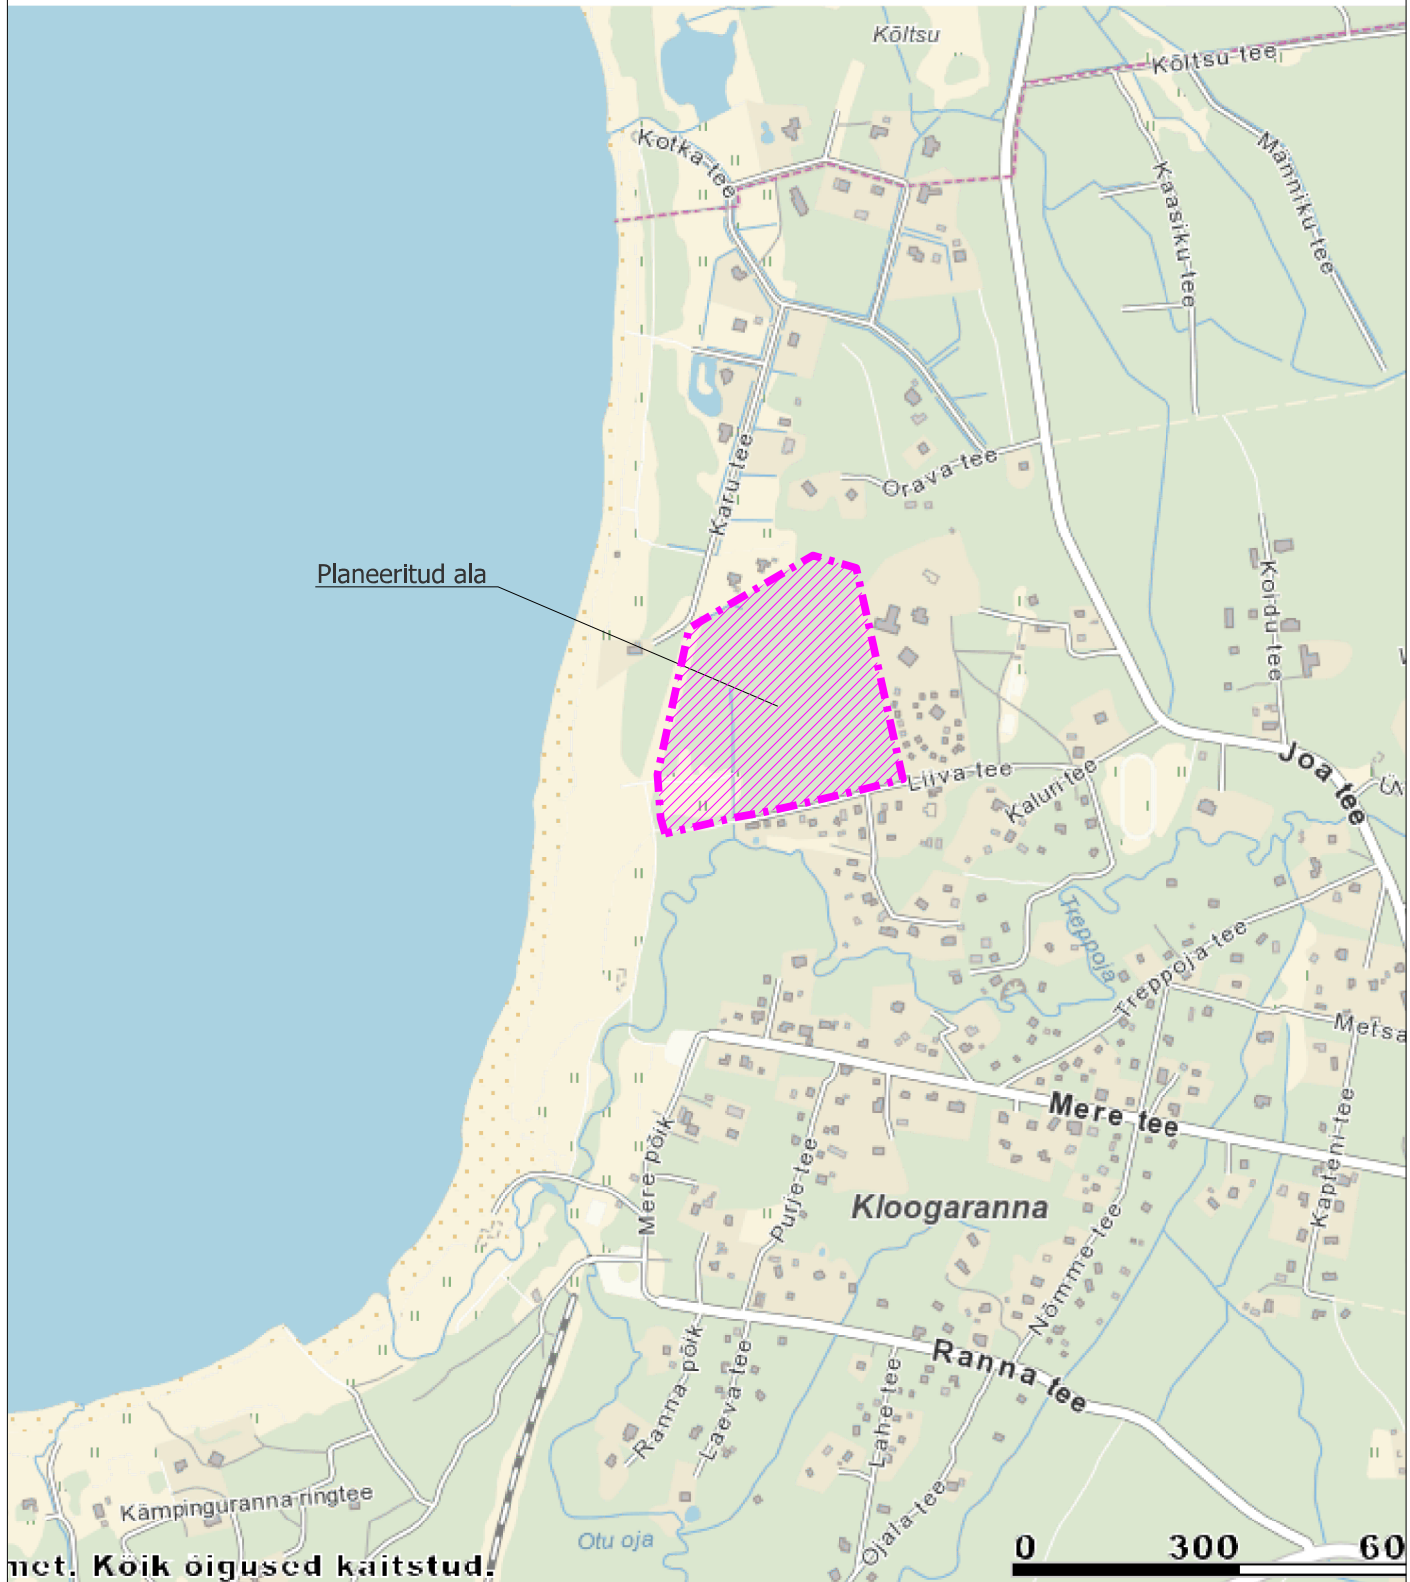 Kõltsu
Kõltsu tee
Kotka tee
Männiku tee
Kaasiku tee
Karu tee
Orava tee
Planeeritud ala
Koidu tee
Joa tee
Liiva tee
Kaluri tee
Treppoja
Treppoja tee
Metsa
Mere tee
Mere põik
Purje tee
Kapteni tee
Kloogaranna
Nõmme tee
Ranna tee
Ranna põik
Laeva tee
Lahe tee
Ojala tee
Kämpinguranna ringtee
Otu oja
met. Kõik õigused kaitstud.
0 300 60